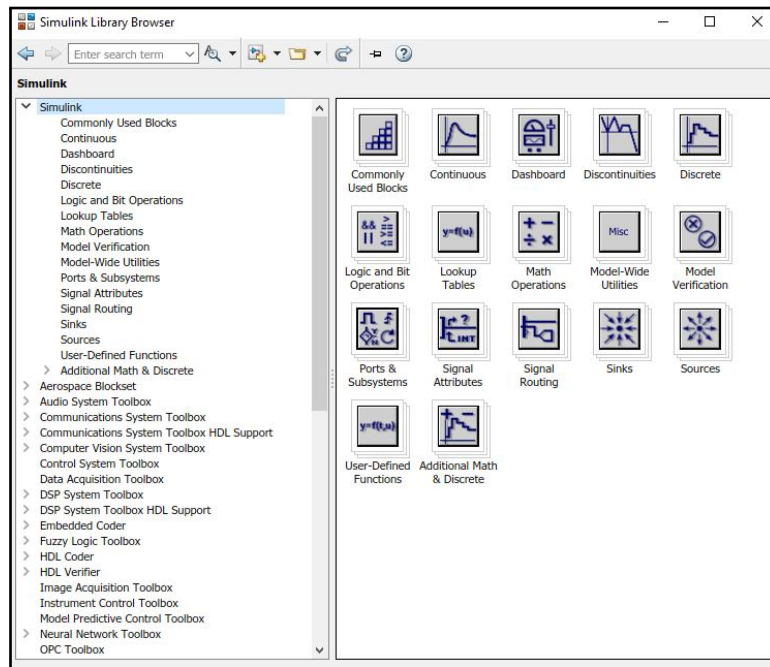 Simulink Library Browser
Enter search term
Simulink
Simulink
Commonly Used Blocks
Continuous
Dashboard
Discontinuities
Discrete
Logic and Bit Operations
Lookup Tables
Math Operations
Model Verification
Model-Wide Utilities
Ports & Subsystems
Signal Attributes
Signal Routing
Sinks
Sources
User-Defined Functions
Additional Math & Discrete
Aerospace Blockset
Audio System Toolbox
Communications System Toolbox
Communications System Toolbox HDL Support
Computer Vision System Toolbox
Control System Toolbox
Data Acquisition Toolbox
DSP System Toolbox
DSP System Toolbox HDL Support
Embedded Coder
Fuzzy Logic Toolbox
HDL Coder
HDL Verifier
Image Acquisition Toolbox
Instrument Control Toolbox
Model Predictive Control Toolbox
Neural Network Toolbox
OPC Toolbox
Commonly Used Blocks
Continuous
Dashboard
Discontinuities
Discrete
&& > 
|| >= <=
Logic and Bit Operations
y=f(u)
Lookup Tables
+ − ÷ ×
Math Operations
Misc
Model-Wide Utilities
Model Verification
Y N
Ports & Subsystems
? INT
Signal Attributes
Signal Routing
Sinks
Sources
y=f(t,u)
User-Defined Functions
+ −
Additional Math & Discrete